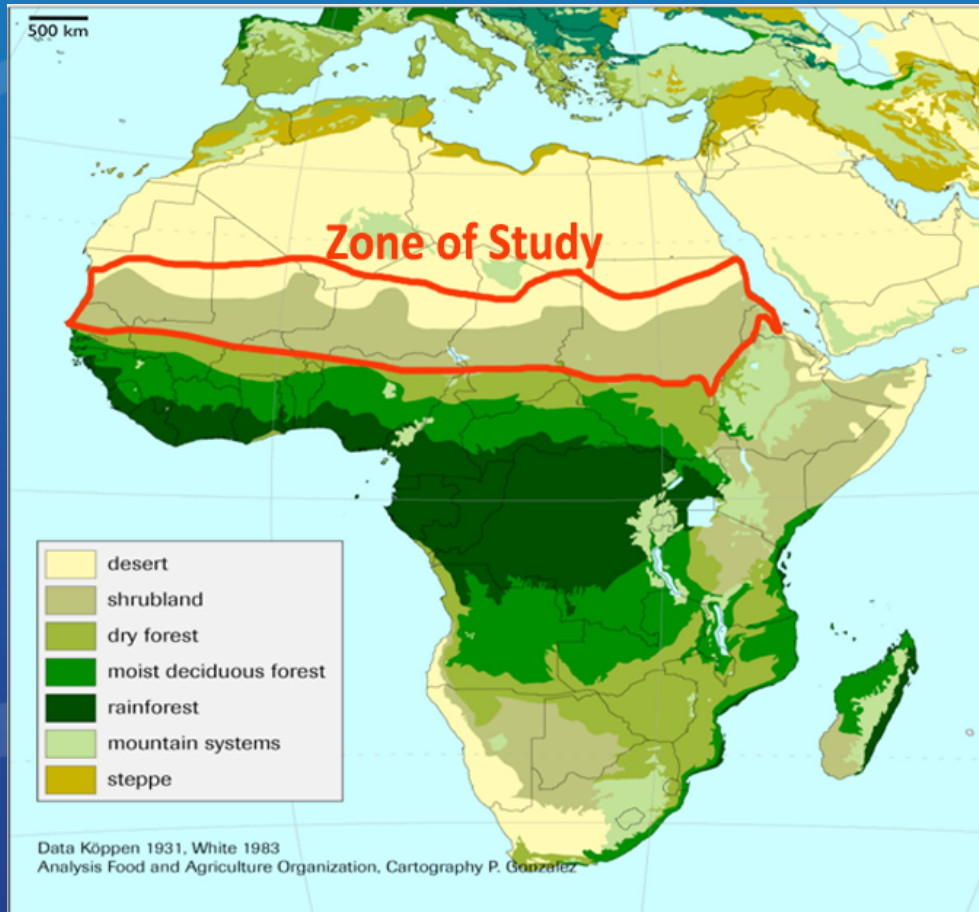 500 km
Zone of Study
desert
shrubland
dry forest
moist deciduous forest
rainforest
mountain systems
steppe
Data Köppen 1931, White 1983
Analysis Food and Agriculture Organization, Cartography P. Gonzalez